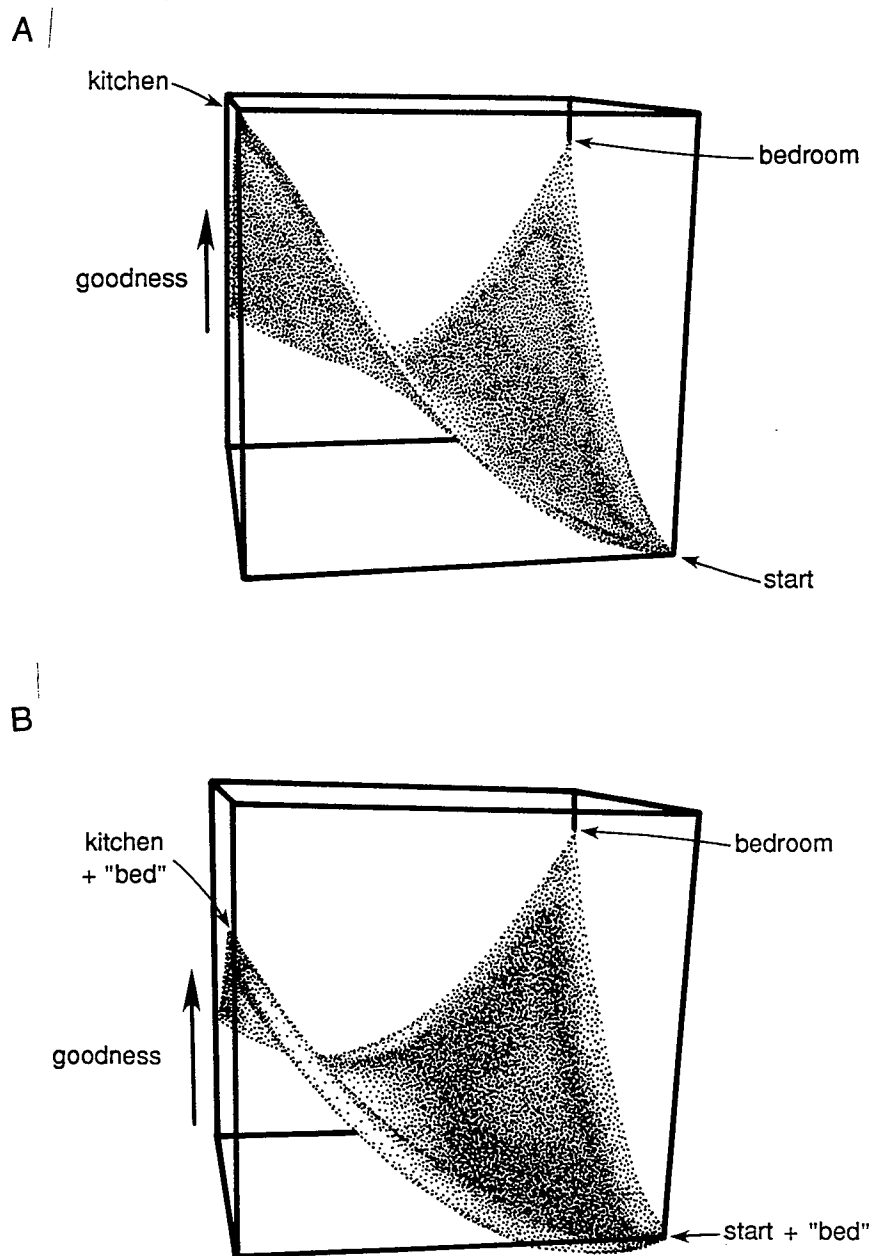 A
kitchen
bedroom
goodness
start
B
kitchen
+ "bed"
bedroom
goodness
start + "bed"